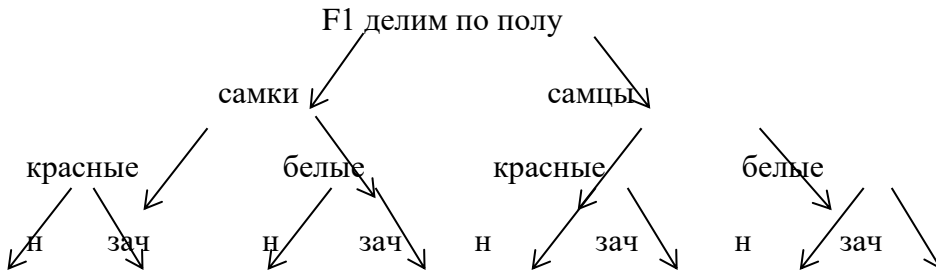 F1 делим по полу
самки самцы
красные белые красные белые
н зач н зач н зач н зач